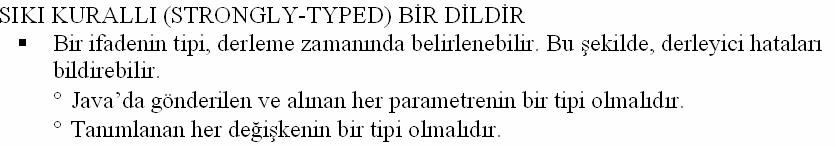 SIKI KURALLI (STRONGLY-TYPED) BİR DİLDİR
▪ Bir ifadenin tipi, derleme zamanında belirlenebilir. Bu şekilde, derleyici hataları
bildirebilir.
° Java’da gönderilen ve alınan her parametrenin bir tipi olmalıdır.
° Tanımlanan her değişkenin bir tipi olmalıdır.